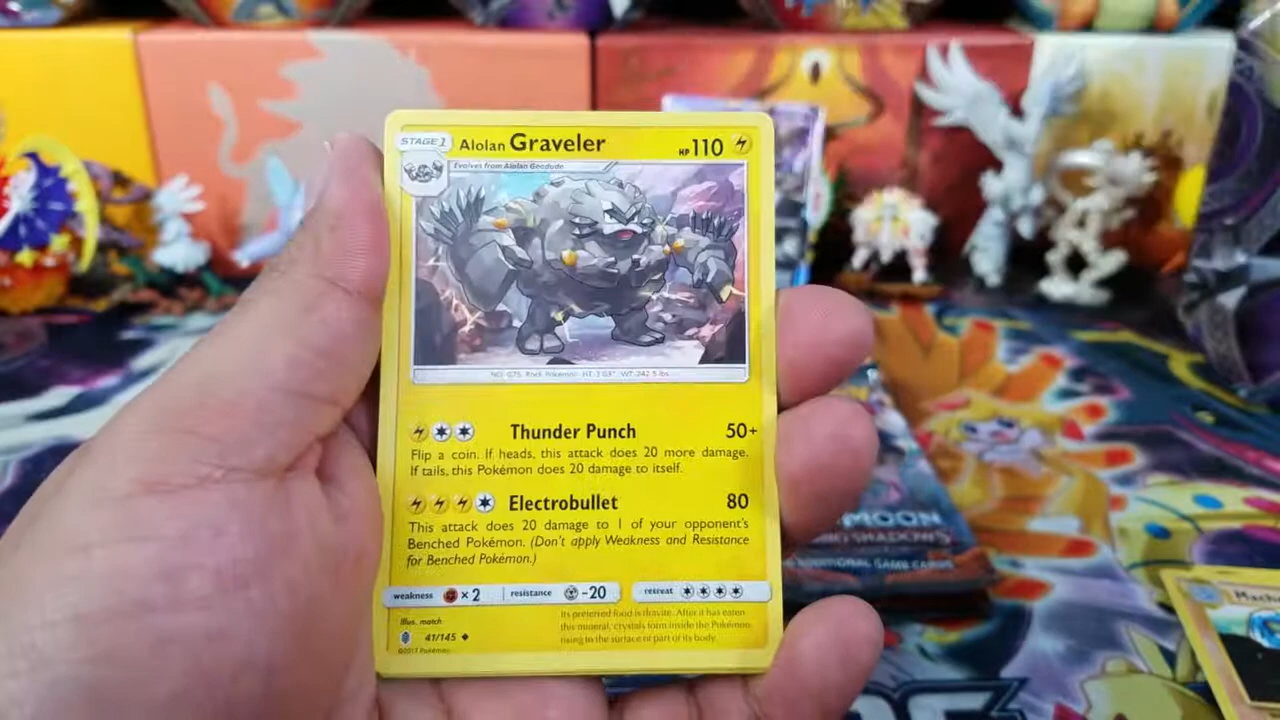 STAGE 1 Alolan Graveler HP 110
Evolves from Alolan Geodude
NO. 075 Rock Pokémon HT: 3'03" WT: 242.5 lbs.
Thunder Punch 50+
Flip a coin. If heads, this attack does 20 more damage.
If tails, this Pokémon does 20 damage to itself.
Electrobullet 80
This attack does 20 damage to 1 of your opponent's
Benched Pokémon. (Don't apply Weakness and Resistance
for Benched Pokémon.)
weakness ×2 resistance -20 retreat
Illus. match
41/145
©2017 Pokémon
Its preferred food is dravite. After it has eaten
this mineral, crystals form inside the Pokémon,
rising to the surface of part of its body.
MOON
SHADOWS
ADDITIONAL GAME CARDS